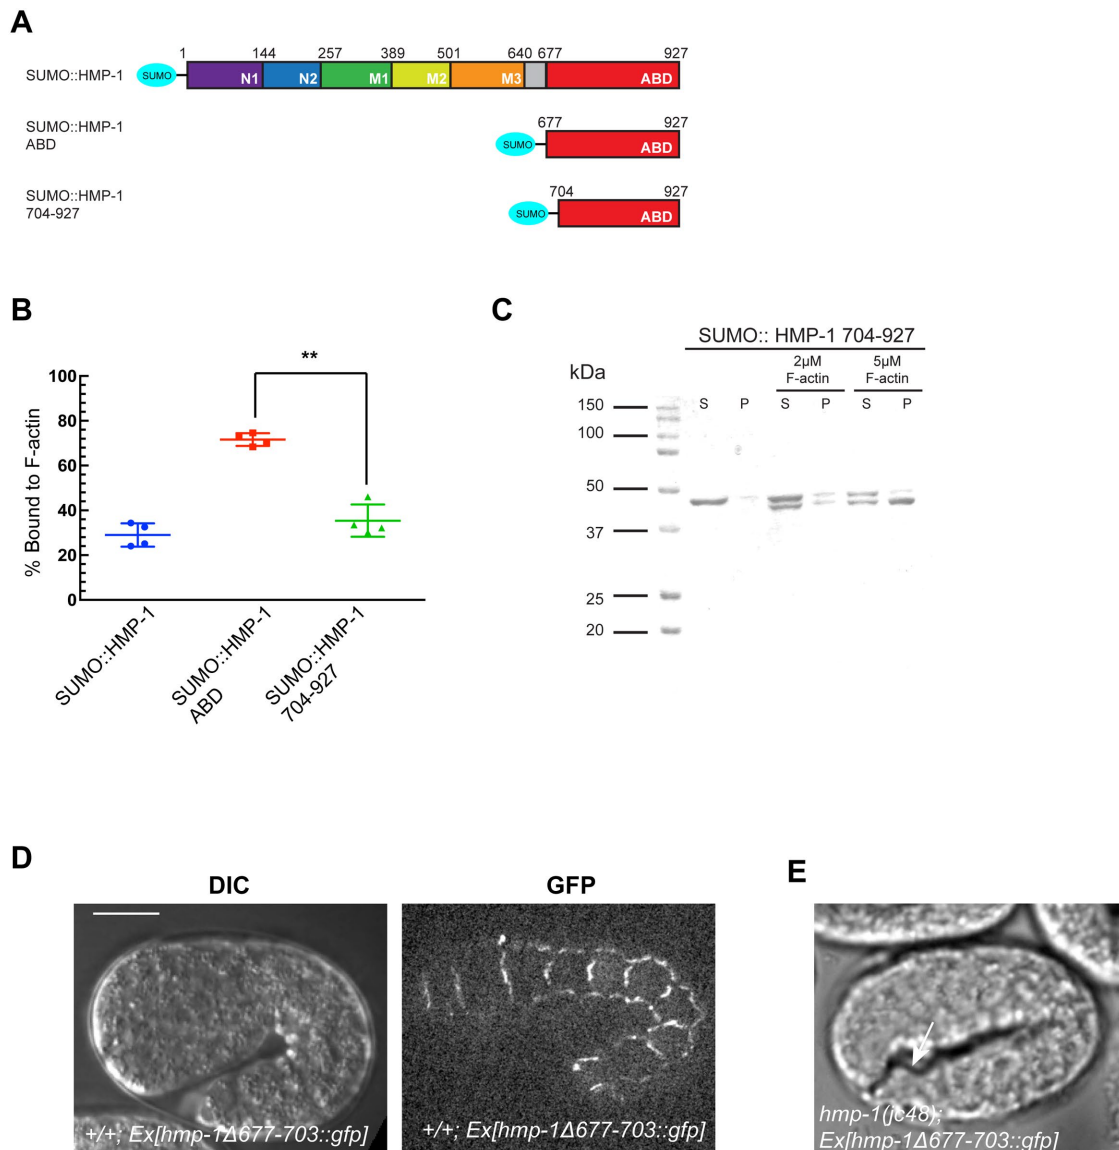 A
1 144 257 389 501 640 677 927
SUMO::HMP-1 SUMO N1 N2 M1 M2 M3 ABD
SUMO::HMP-1
ABD
677 927
SUMO ABD
SUMO::HMP-1
704-927
704 927
SUMO ABD
B
% Bound to F-actin
100
80
60
40
20
0
**
SUMO::HMP-1
SUMO::HMP-1
ABD
SUMO::HMP-1
704-927
C
SUMO:: HMP-1 704-927
2µM
F-actin
5µM
F-actin
kDa
S P S P S P
150
100
50
37
25
20
D
DIC
GFP
+/+; Ex[hmp-1Δ677-703::gfp]
+/+; Ex[hmp-1Δ677-703::gfp]
E
hmp-1(jc48);
Ex[hmp-1Δ677-703::gfp]